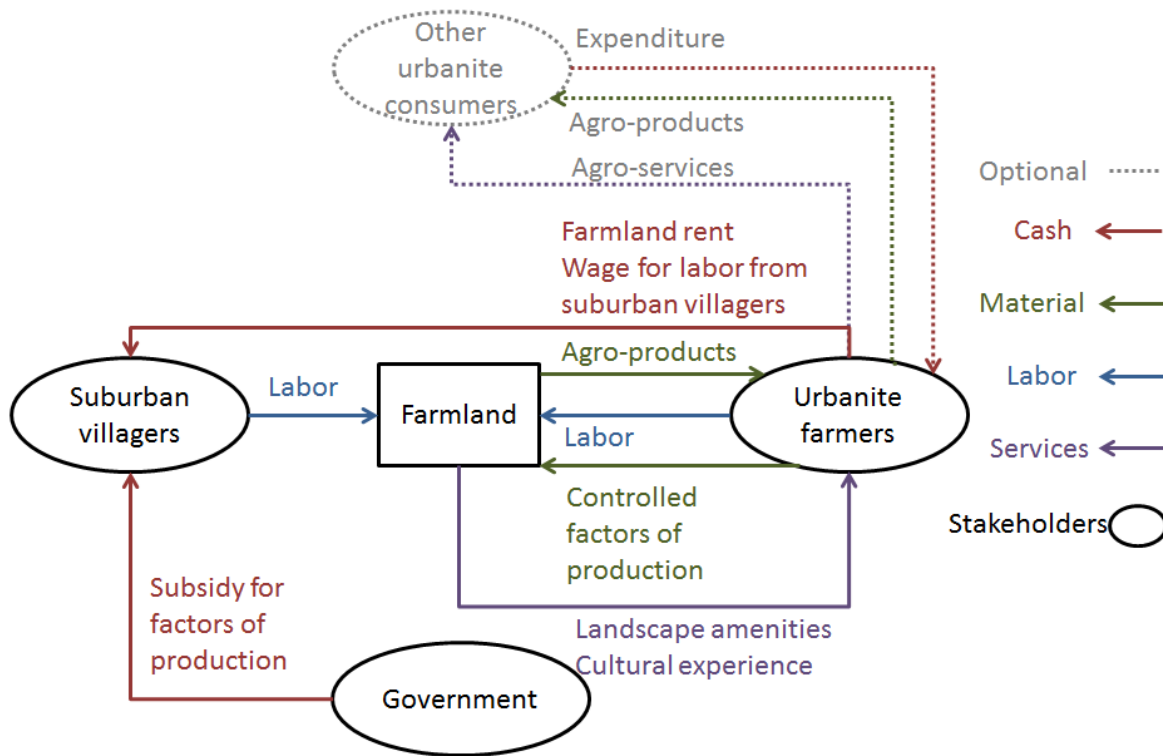 Other
urbanite
consumers
Expenditure
Agro-products
Agro-services
Optional
Cash
Material
Labor
Services
Stakeholders
Farmland rent
Wage for labor from
suburban villagers
Agro-products
Suburban
villagers
Labor
Farmland
Labor
Urbanite
farmers
Controlled
factors of
production
Subsidy for
factors of
production
Landscape amenities
Cultural experience
Government